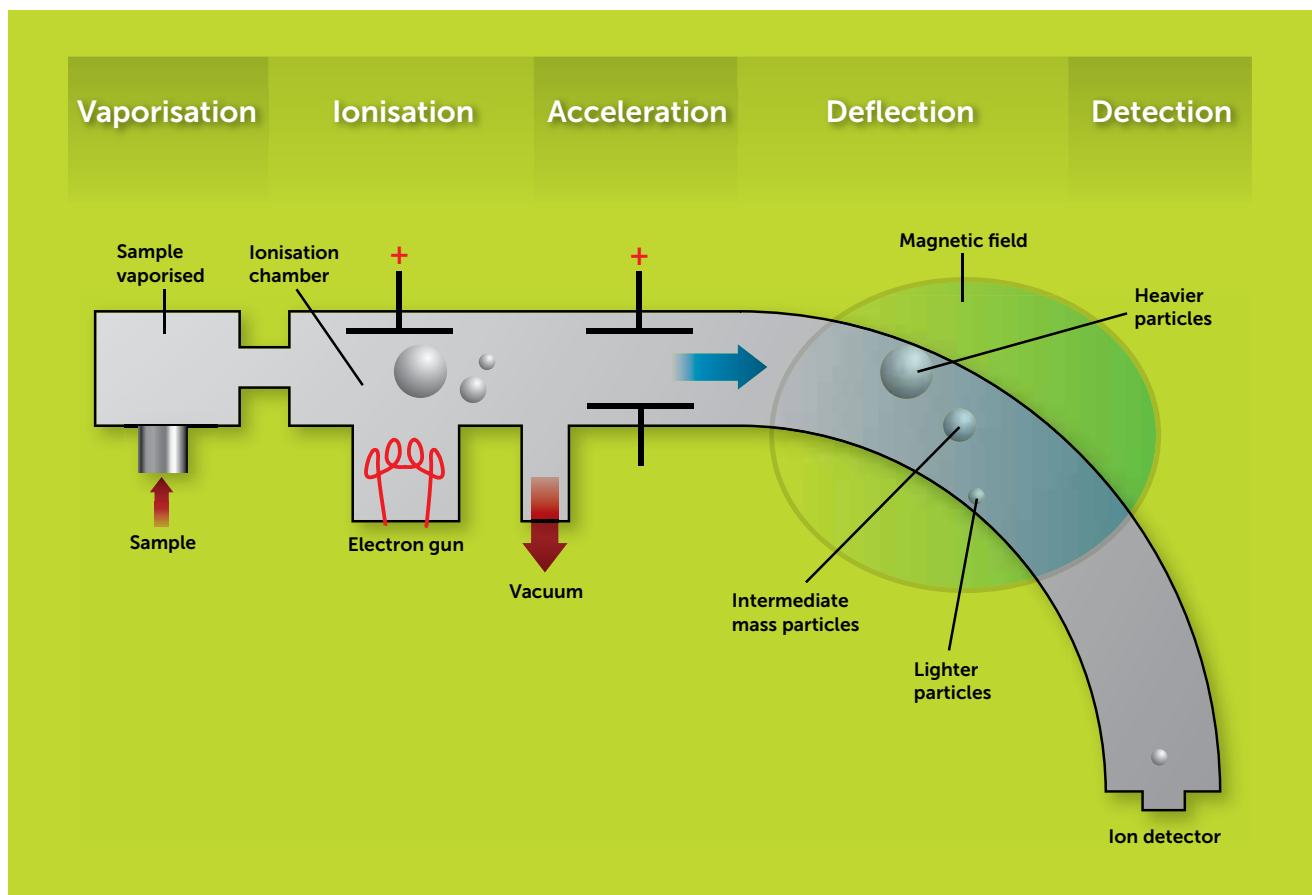 Vaporisation
Ionisation
Acceleration
Deflection
Detection
Sample
vaporised
Ionisation
chamber
+
+
Magnetic field
Heavier
particles
Sample
Electron gun
Vacuum
Intermediate
mass particles
Lighter
particles
Ion detector